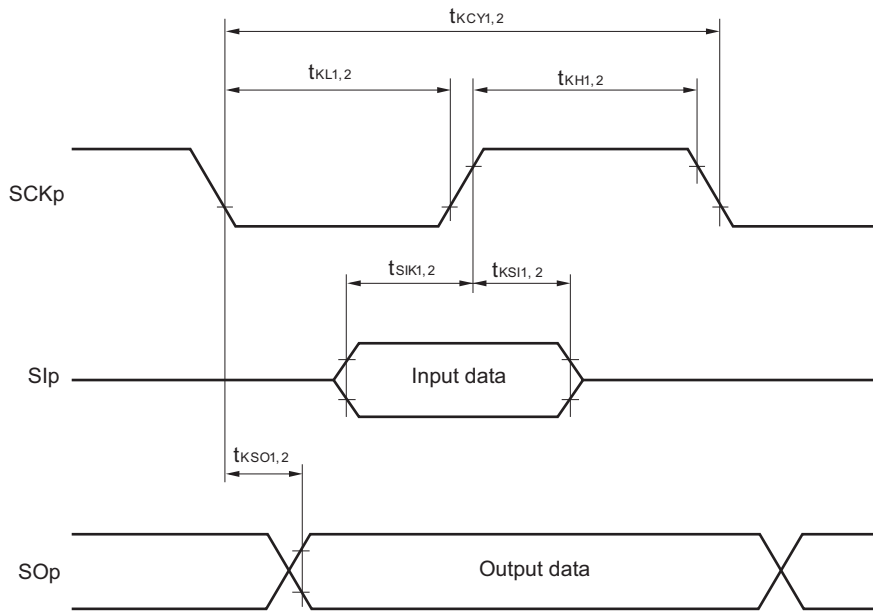 tKCY1, 2
tKL1, 2
tKH1, 2
SCKp
tSIK1, 2
tKSI1, 2
SIp
Input data
tKSO1, 2
SOp
Output data